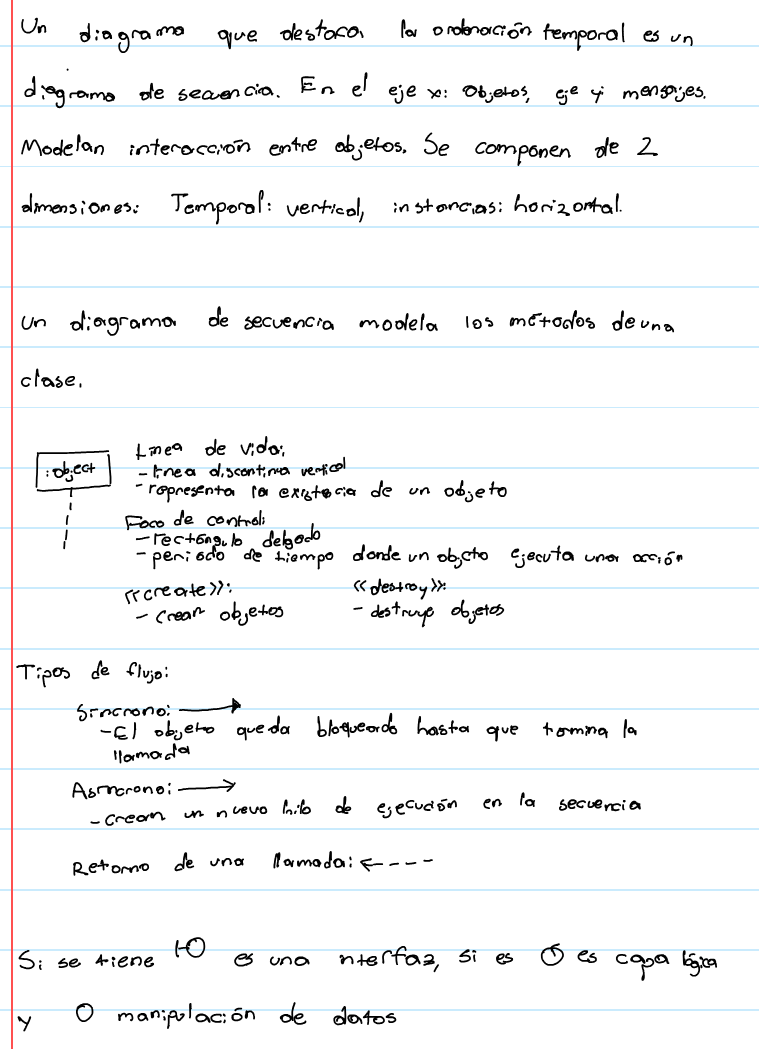 Un diagrama que destaca la ordenación temporal es un
diagrama de secuencia. En el eje x: Objetos, eje y: mensajes.
Modelan interacción entre objetos. Se componen de 2
dimensiones: Temporal: vertical, instancias: horizontal.
Un diagrama de secuencia modela los métodos de una
clase.
:object
Linea de vida:
- linea discontinua vertical
- representa la existecia de un objeto
Foco de control:
- rectángulo delgado
- periodo de tiempo donde un objeto ejecuta una acción
<<create>>: <<destroy>>:
- Crean objetos - destruye objetos
Tipos de flujo:
Síncrono:
- El objeto queda bloqueado hasta que termina la
llamada
Asíncrono:
- crean un nuevo hilo de ejecución en la secuencia
Retorno de una llamada:
Si se tiene es una interfaz, si es es capa lógica
y manipulación de datos